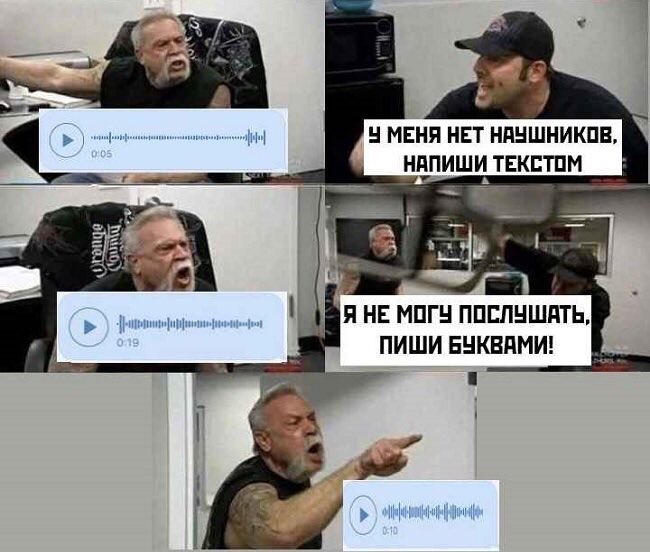 0:05
У МЕНЯ НЕТ НАУШНИКОВ,
НАПИШИ ТЕКСТОМ
0:19
Я НЕ МОГУ ПОСЛУШАТЬ,
ПИШИ БУКВАМИ!
0:10